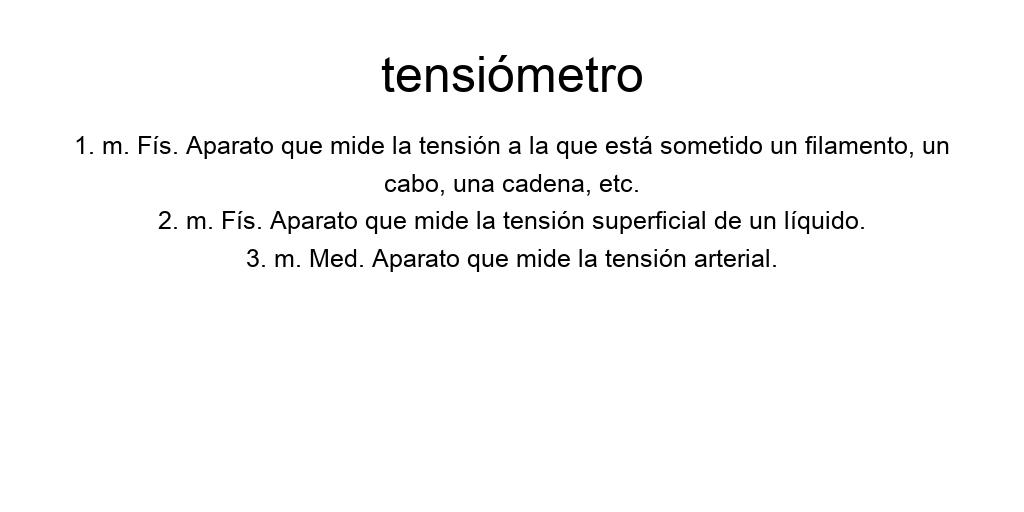 tensiómetro
1. m. Fís. Aparato que mide la tensión a la que está sometido un filamento, un
cabo, una cadena, etc.
2. m. Fís. Aparato que mide la tensión superficial de un líquido.
3. m. Med. Aparato que mide la tensión arterial.